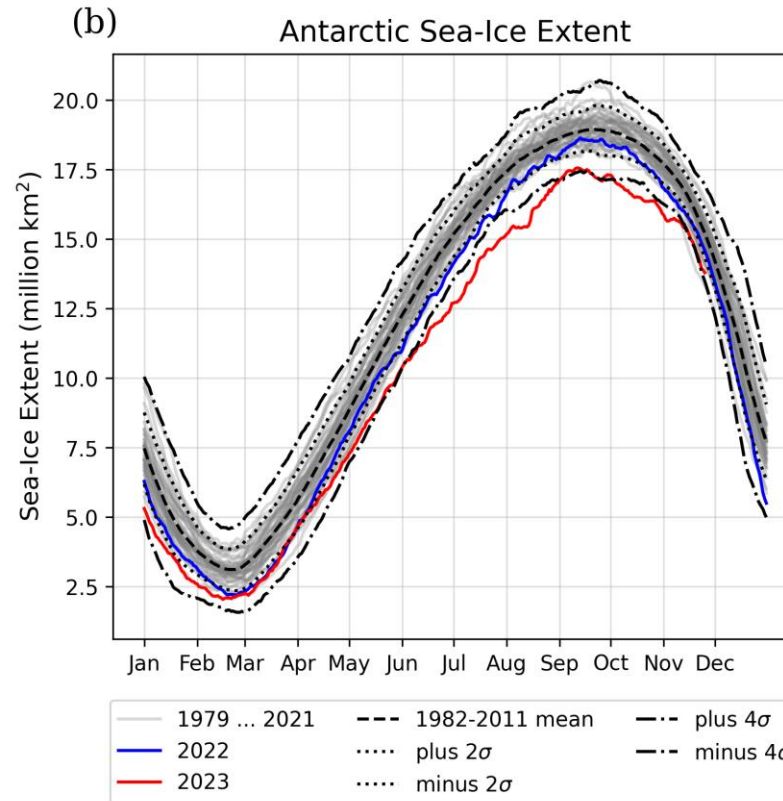 (b)
Antarctic Sea-Ice Extent
Sea-Ice Extent (million km²)
20.0
17.5
15.0
12.5
10.0
7.5
5.0
2.5
Jan Feb Mar Apr May Jun Jul Aug Sep Oct Nov Dec
1979 ... 2021 1982-2011 mean plus 4σ
2022 plus 2σ minus 4σ
2023 minus 2σ